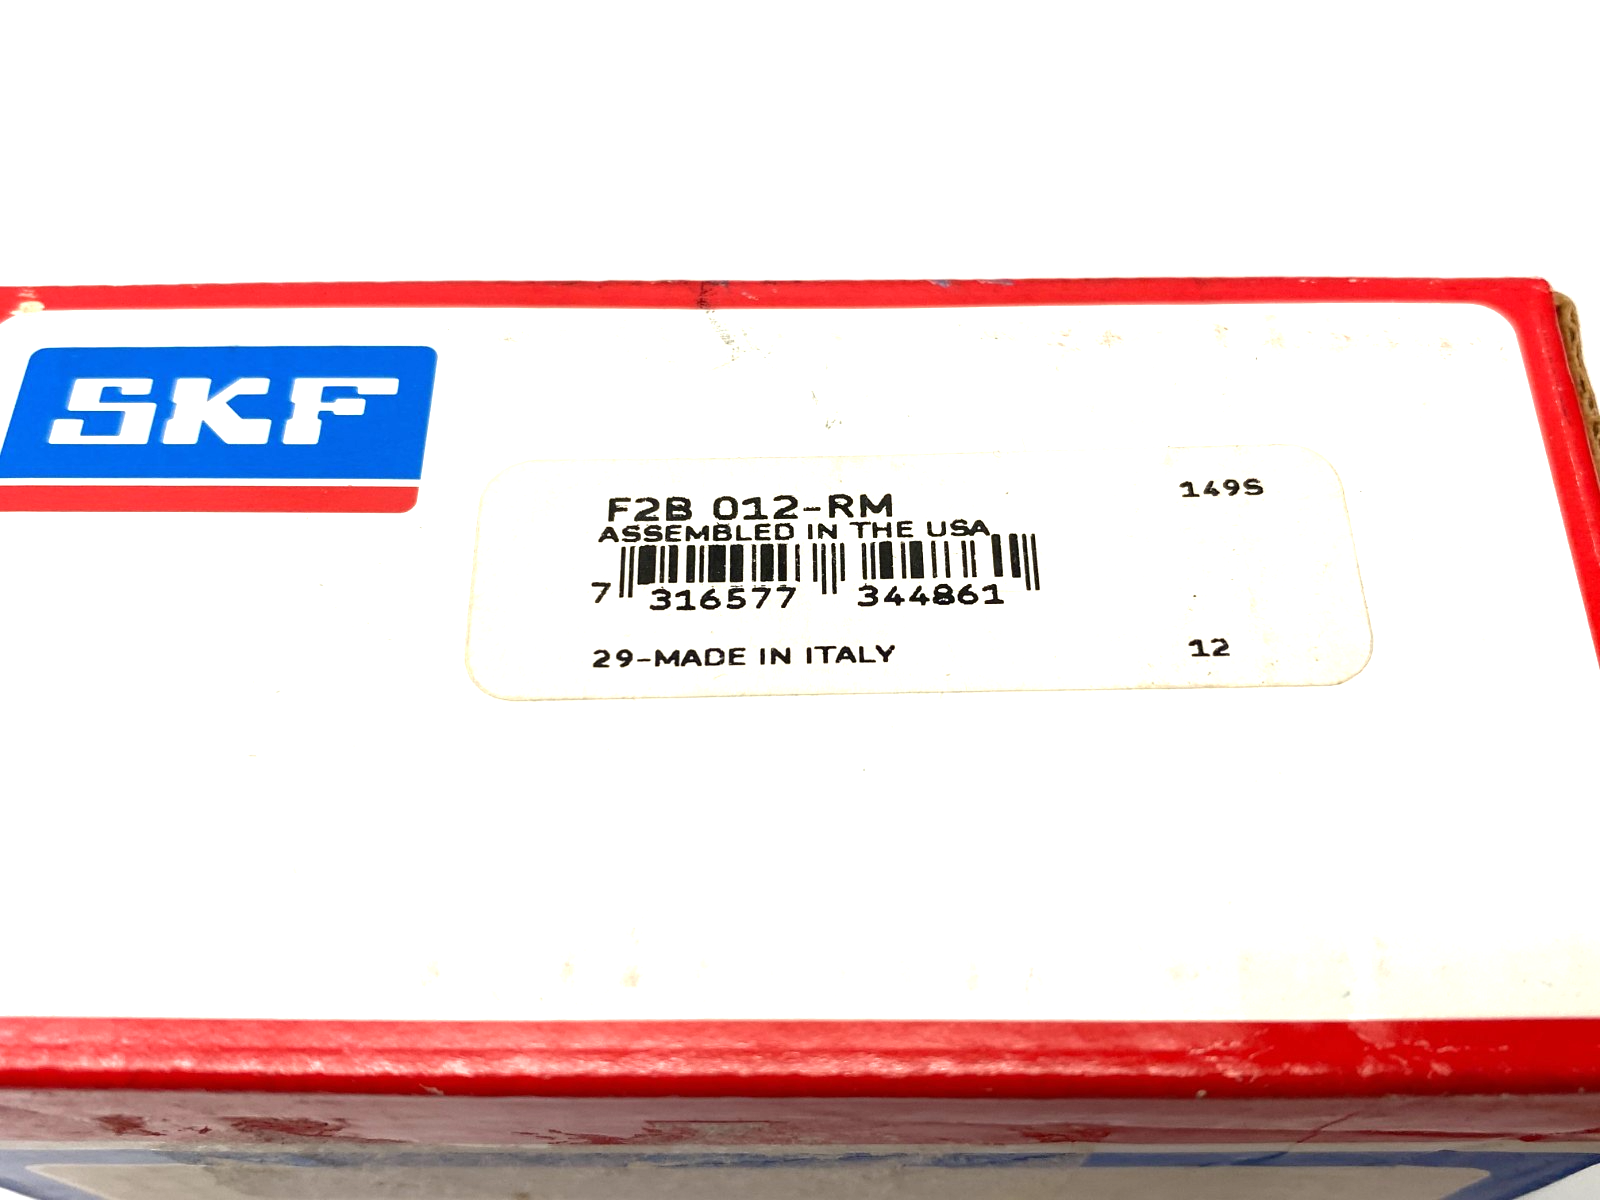 SKF
F2B 012-RM
149S
ASSEMBLED IN THE USA
7 316577 344861
29-MADE IN ITALY
12